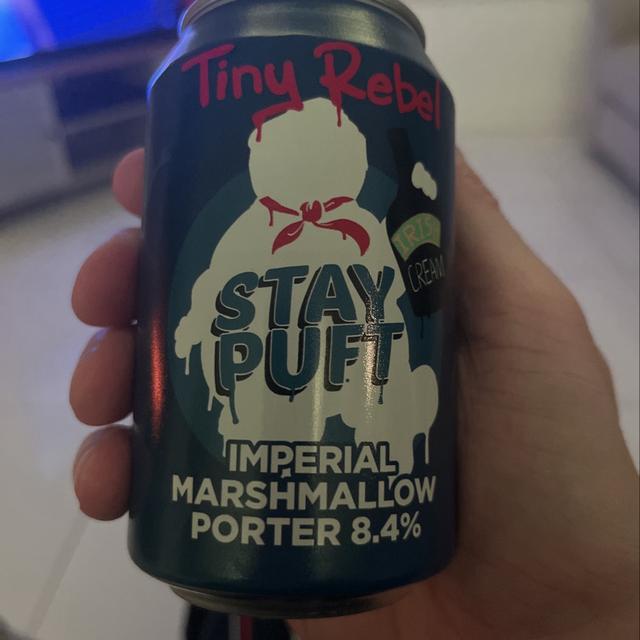 Tiny Rebel
IRISH
CREAM
STAY
PUFT
IMPERIAL
MARSHMALLOW
PORTER 8.4%